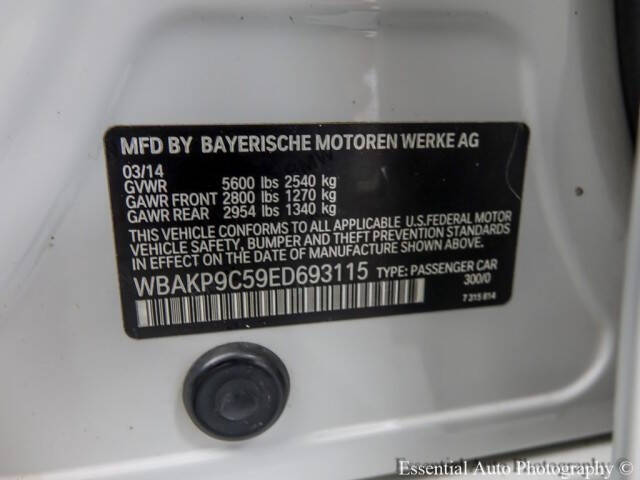 MFD BY BAYERISCHE MOTOREN WERKE AG
03/14
GVWR 5600 lbs 2540 kg
GAWR FRONT 2800 lbs 1270 kg
GAWR REAR 2954 lbs 1340 kg
THIS VEHICLE CONFORMS TO ALL APPLICABLE U.S.FEDERAL MOTOR
VEHICLE SAFETY, BUMPER AND THEFT PREVENTION STANDARDS
IN EFFECT ON THE DATE OF MANUFACTURE SHOWN ABOVE.
WBAKP9C59ED693115 TYPE: PASSENGER CAR
300/0
7 315 814
Essential Auto Photography ©